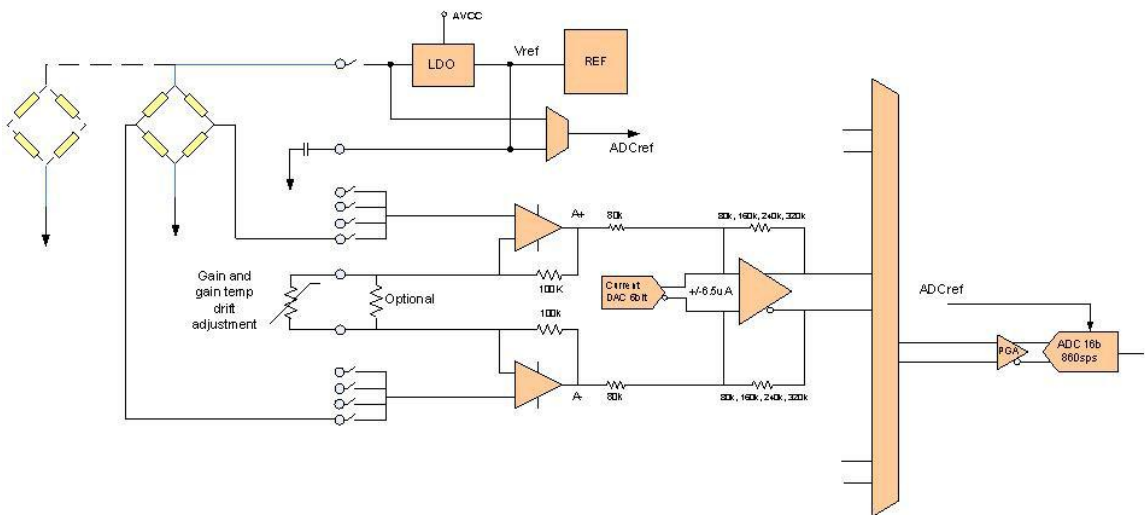 AVCC
LDO
Vref
REF
ADCref
A+
80k
80k, 160k, 240k, 320k
100K
Gain and
gain temp
drift
adjustment
Optional
Current
DAC 6bit
+/-6.5u A
ADCref
100k
PGA
ADC 16b
860sps
A-
80k
80k, 160k, 240k, 320k